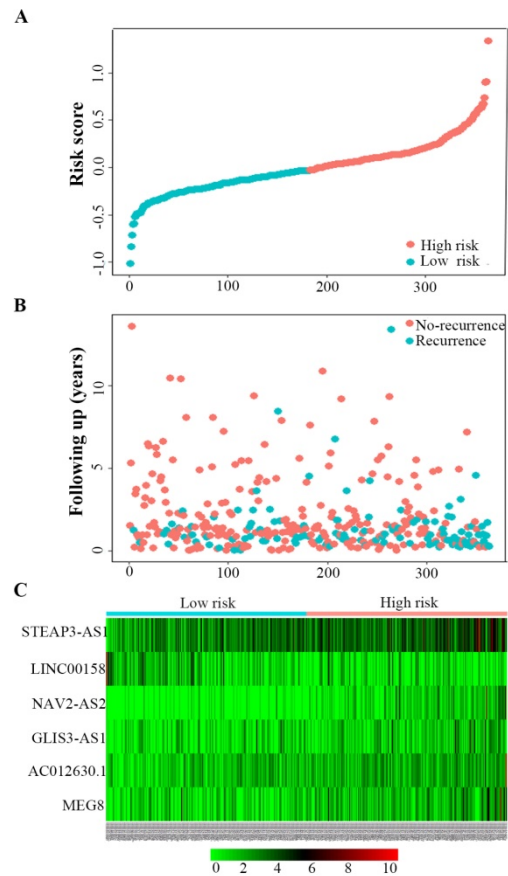 A
Risk score
1.0
0.5
0.0
-0.5
-1.0
High risk
Low risk
0 100 200 300
B
Following up (years)
10
5
0
No-recurrence
Recurrence
0 100 200 300
C
Low risk High risk
STEAP3-AS1
LINC00158
NAV2-AS2
GLIS3-AS1
AC012630.1
MEG8
0 2 4 6 8 10